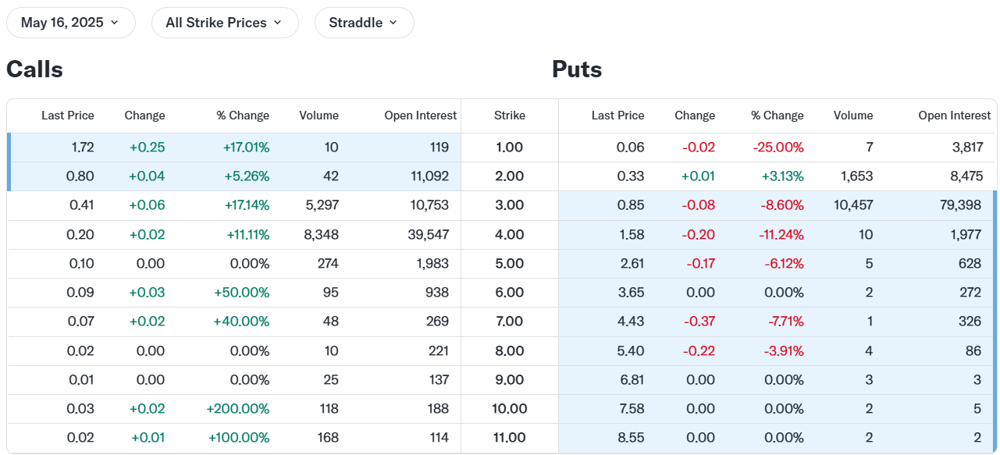 May 16, 2025 All Strike Prices Straddle
Calls Puts
Last Price Change % Change Volume Open Interest Strike Last Price Change % Change Volume Open Interest
1.72 +0.25 +17.01% 10 119 1.00 0.06 -0.02 -25.00% 7 3,817
0.80 +0.04 +5.26% 42 11,092 2.00 0.33 +0.01 +3.13% 1,653 8,475
0.41 +0.06 +17.14% 5,297 10,753 3.00 0.85 -0.08 -8.60% 10,457 79,398
0.20 +0.02 +11.11% 8,348 39,547 4.00 1.58 -0.20 -11.24% 10 1,977
0.10 0.00 0.00% 274 1,983 5.00 2.61 -0.17 -6.12% 5 628
0.09 +0.03 +50.00% 95 938 6.00 3.65 0.00 0.00% 2 272
0.07 +0.02 +40.00% 48 269 7.00 4.43 -0.37 -7.71% 1 326
0.02 0.00 0.00% 10 221 8.00 5.40 -0.22 -3.91% 4 86
0.01 0.00 0.00% 25 137 9.00 6.81 0.00 0.00% 3 3
0.03 +0.02 +200.00% 118 188 10.00 7.58 0.00 0.00% 2 5
0.02 +0.01 +100.00% 168 114 11.00 8.55 0.00 0.00% 2 2